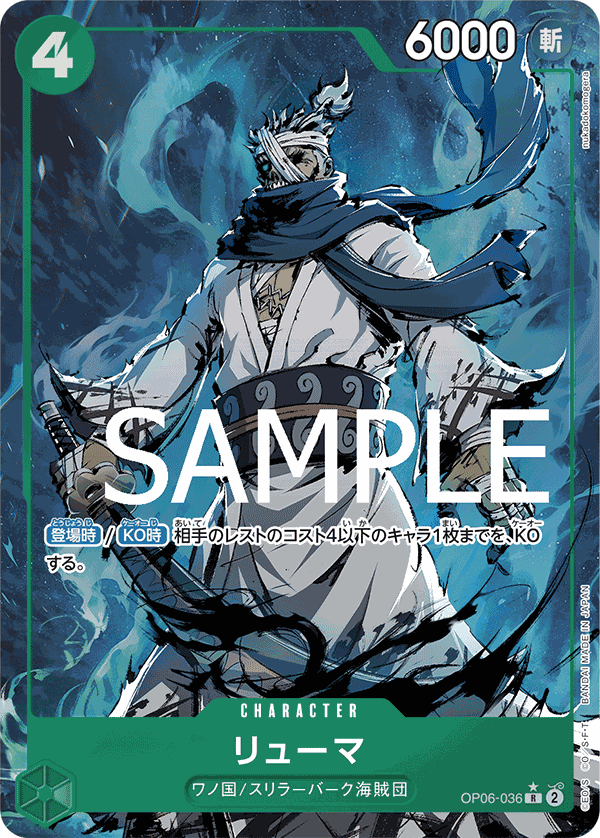 4
6000
斬
nukadokomogera
SAMPLE
登場時 / KO時 相手のレストのコスト4以下のキャラ1枚までを、KO
する。
CHARACTER
リューマ
ワノ国/スリラーバーク海賊団
OP06-036 R 2
BANDAI MADE IN JAPAN